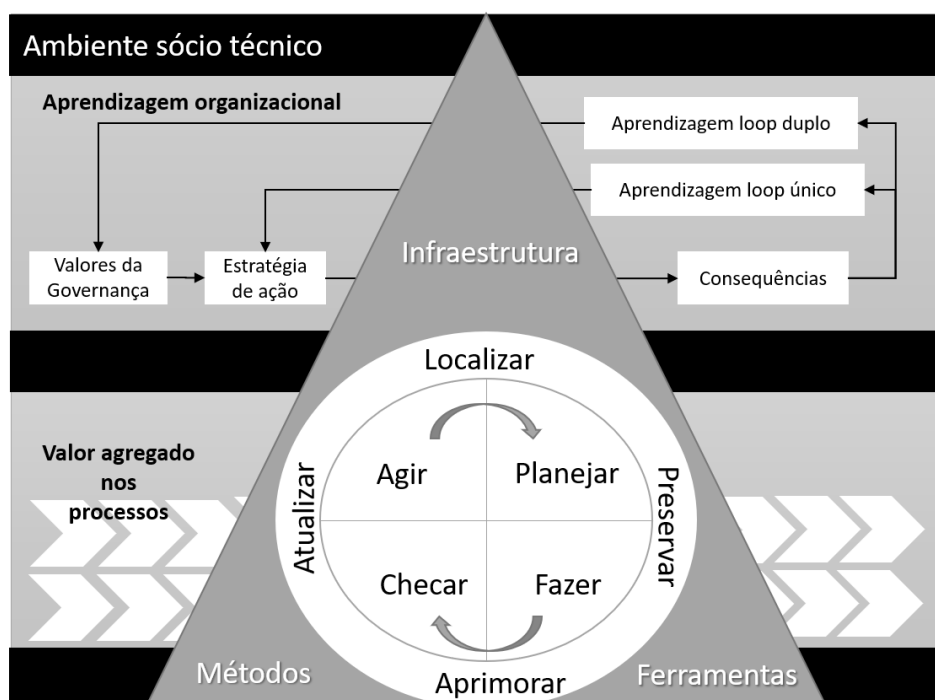 Ambiente sócio técnico
Aprendizagem organizacional
Aprendizagem loop duplo
Aprendizagem loop único
Infraestrutura
Valores da
Governança
Estratégia
de ação
Consequências
Localizar
Valor agregado
nos
processos
Agir
Planejar
Atualizar
Preservar
Checar
Fazer
Métodos
Aprimorar
Ferramentas